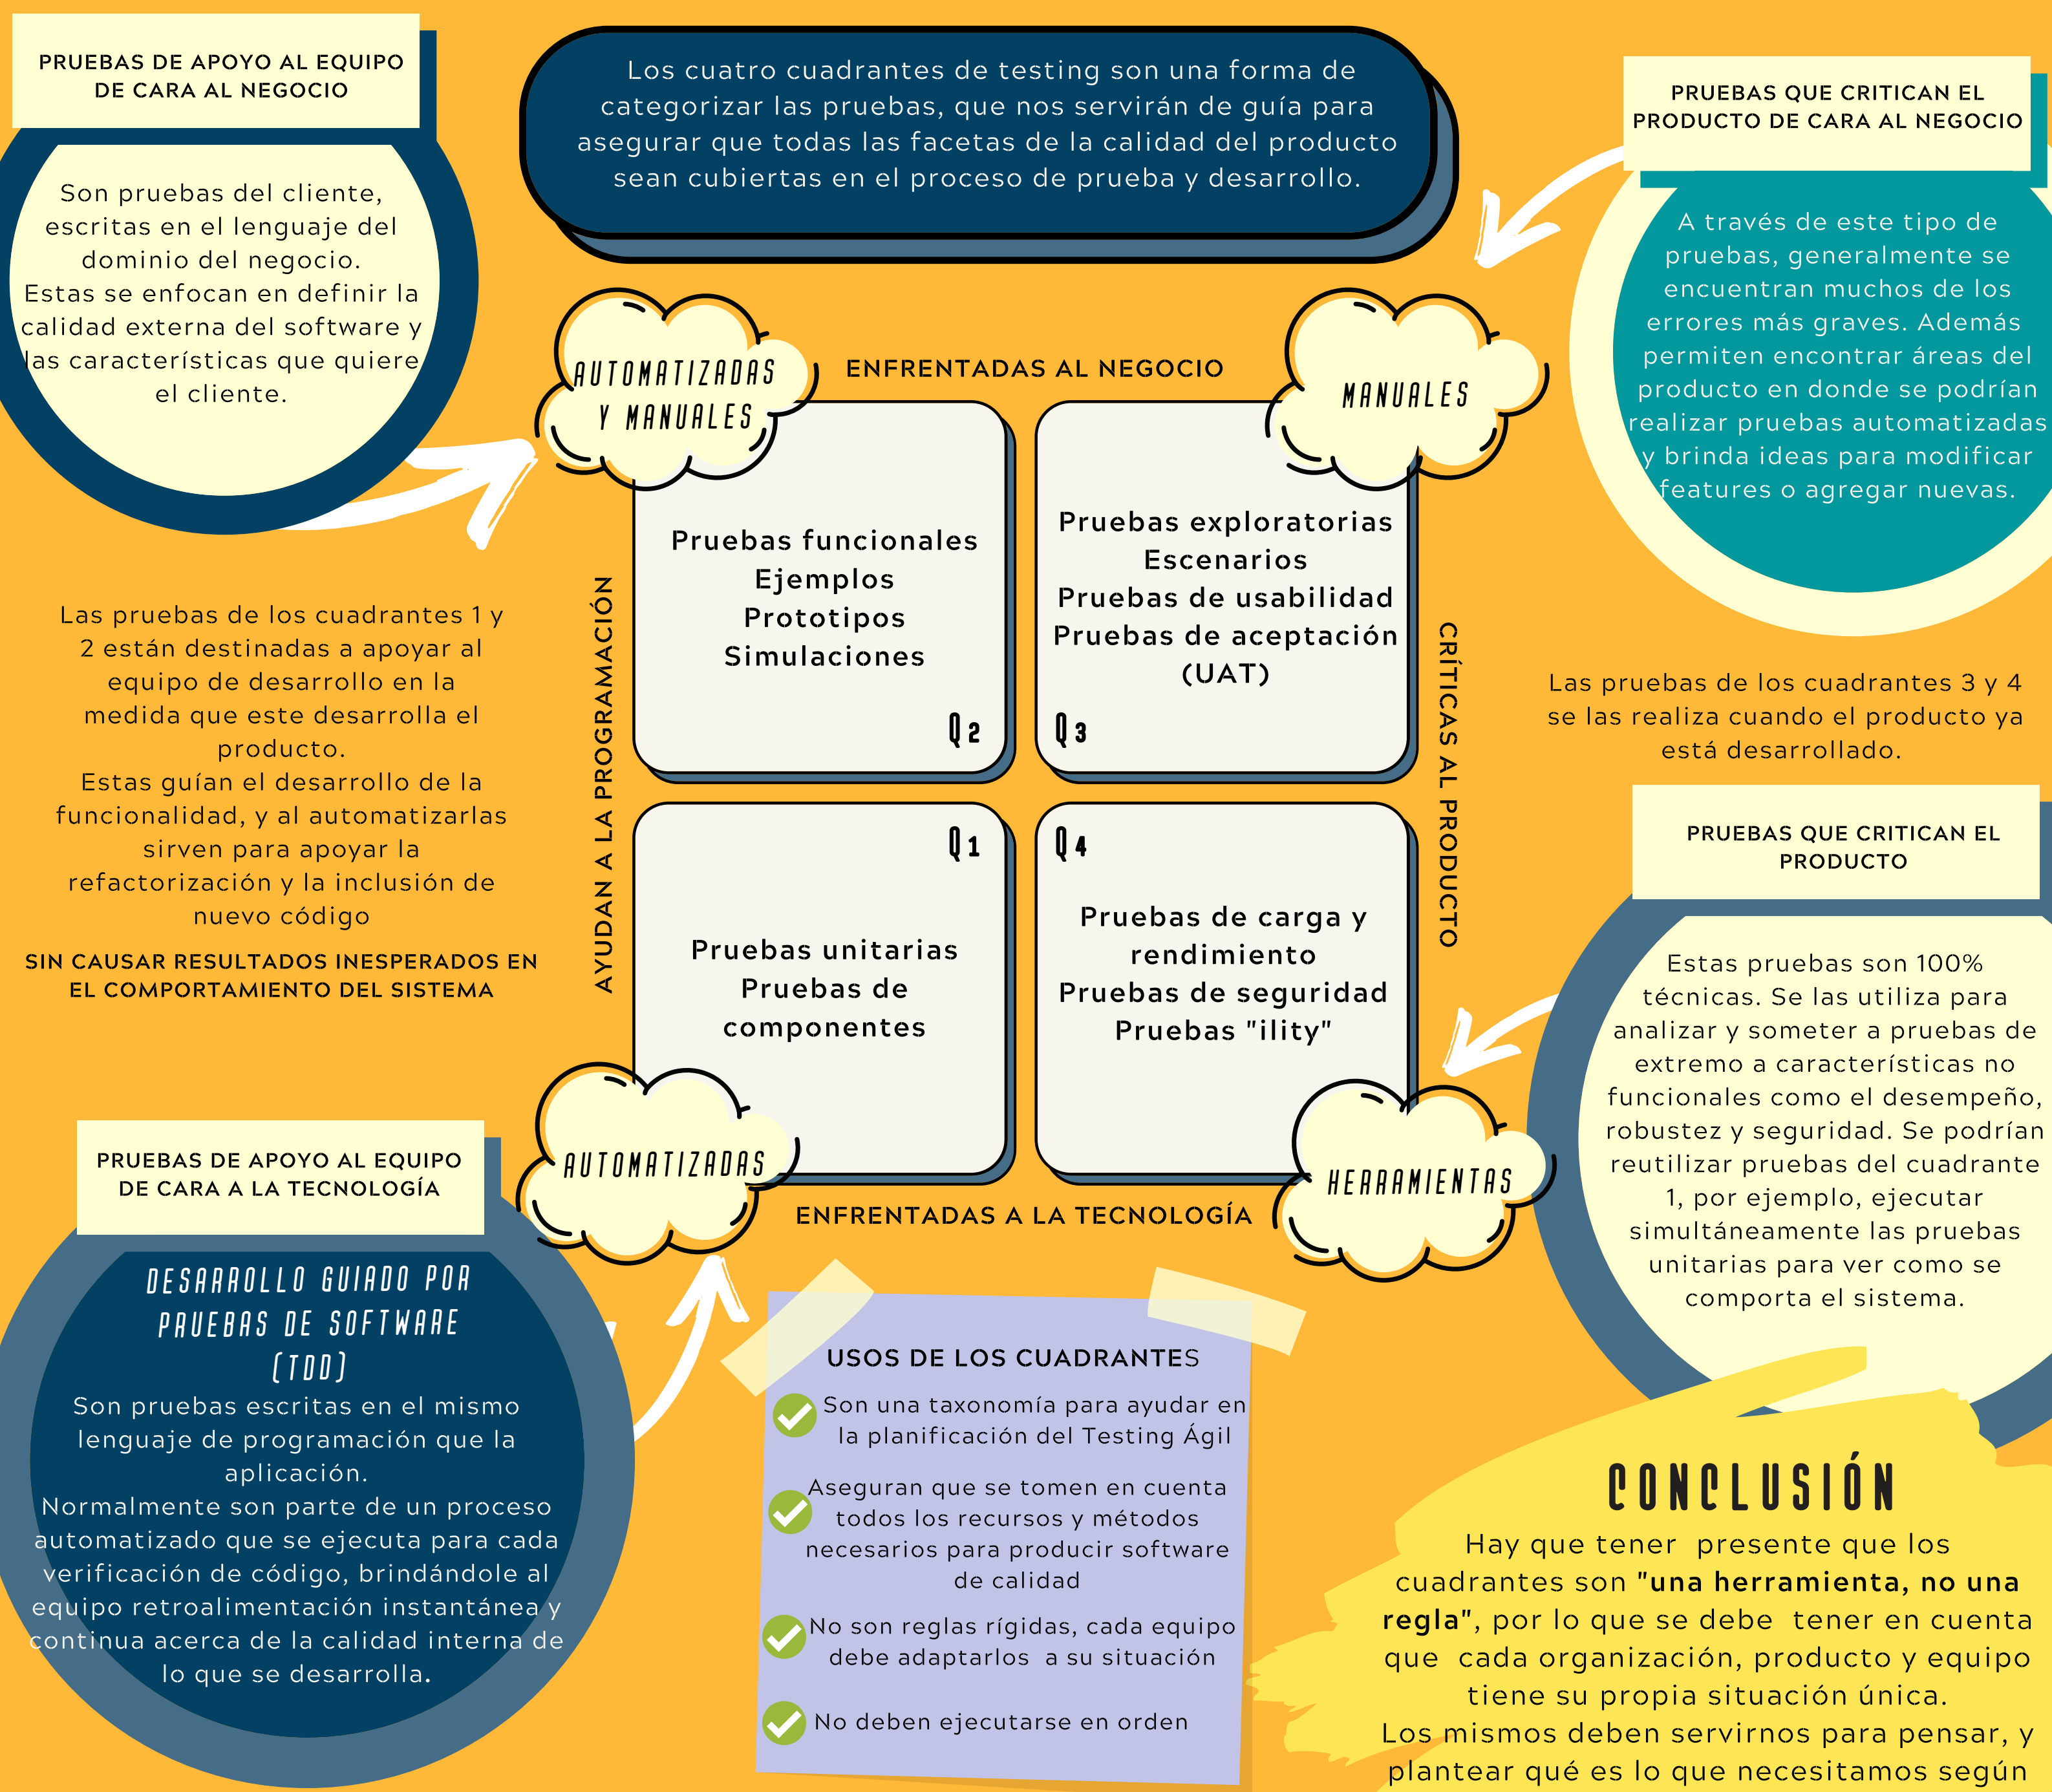 PRUEBAS DE APOYO AL EQUIPO
DE CARA AL NEGOCIO
Son pruebas del cliente,
escritas en el lenguaje del
dominio del negocio.
Estas se enfocan en definir la
calidad externa del software y
las características que quiere
el cliente.
Los cuatro cuadrantes de testing son una forma de
categorizar las pruebas, que nos servirán de guía para
asegurar que todas las facetas de la calidad del producto
sean cubiertas en el proceso de prueba y desarrollo.
PRUEBAS QUE CRITICAN EL
PRODUCTO DE CARA AL NEGOCIO
A través de este tipo de
pruebas, generalmente se
encuentran muchos de los
errores más graves. Además
permiten encontrar áreas del
producto en donde se podrían
realizar pruebas automatizadas
y brinda ideas para modificar
features o agregar nuevas.
AUTOMATIZADAS
Y MANUALES
ENFRENTADAS AL NEGOCIO
MANUALES
Pruebas funcionales
Ejemplos
Prototipos
Simulaciones
Q 2
Pruebas exploratorias
Escenarios
Pruebas de usabilidad
Pruebas de aceptación
(UAT)
Q 3
AYUDAN A LA PROGRAMACIÓN
CRÍTICAS AL PRODUCTO
Las pruebas de los cuadrantes 1 y
2 están destinadas a apoyar al
equipo de desarrollo en la
medida que este desarrolla el
producto.
Estas guían el desarrollo de la
funcionalidad, y al automatizarlas
sirven para apoyar la
refactorización y la inclusión de
nuevo código
SIN CAUSAR RESULTADOS INESPERADOS EN
EL COMPORTAMIENTO DEL SISTEMA
Las pruebas de los cuadrantes 3 y 4
se las realiza cuando el producto ya
está desarrollado.
Q 1
Pruebas unitarias
Pruebas de
componentes
Q 4
Pruebas de carga y
rendimiento
Pruebas de seguridad
Pruebas "ility"
AUTOMATIZADAS
ENFRENTADAS A LA TECNOLOGÍA
HERRAMIENTAS
PRUEBAS QUE CRITICAN EL
PRODUCTO
Estas pruebas son 100%
técnicas. Se las utiliza para
analizar y someter a pruebas de
extremo a características no
funcionales como el desempeño,
robustez y seguridad. Se podrían
reutilizar pruebas del cuadrante
1, por ejemplo, ejecutar
simultáneamente las pruebas
unitarias para ver como se
comporta el sistema.
PRUEBAS DE APOYO AL EQUIPO
DE CARA A LA TECNOLOGÍA
DESARROLLO GUIADO POR
PRUEBAS DE SOFTWARE
(TDD)
Son pruebas escritas en el mismo
lenguaje de programación que la
aplicación.
Normalmente son parte de un proceso
automatizado que se ejecuta para cada
verificación de código, brindándole al
equipo retroalimentación instantánea y
continua acerca de la calidad interna de
lo que se desarrolla.
USOS DE LOS CUADRANTES
Son una taxonomía para ayudar en
la planificación del Testing Ágil
Aseguran que se tomen en cuenta
todos los recursos y métodos
necesarios para producir software
de calidad
No son reglas rígidas, cada equipo
debe adaptarlos a su situación
No deben ejecutarse en orden
CONCLUSIÓN
Hay que tener presente que los
cuadrantes son "una herramienta, no una
regla", por lo que se debe tener en cuenta
que cada organización, producto y equipo
tiene su propia situación única.
Los mismos deben servirnos para pensar, y
plantear qué es lo que necesitamos según